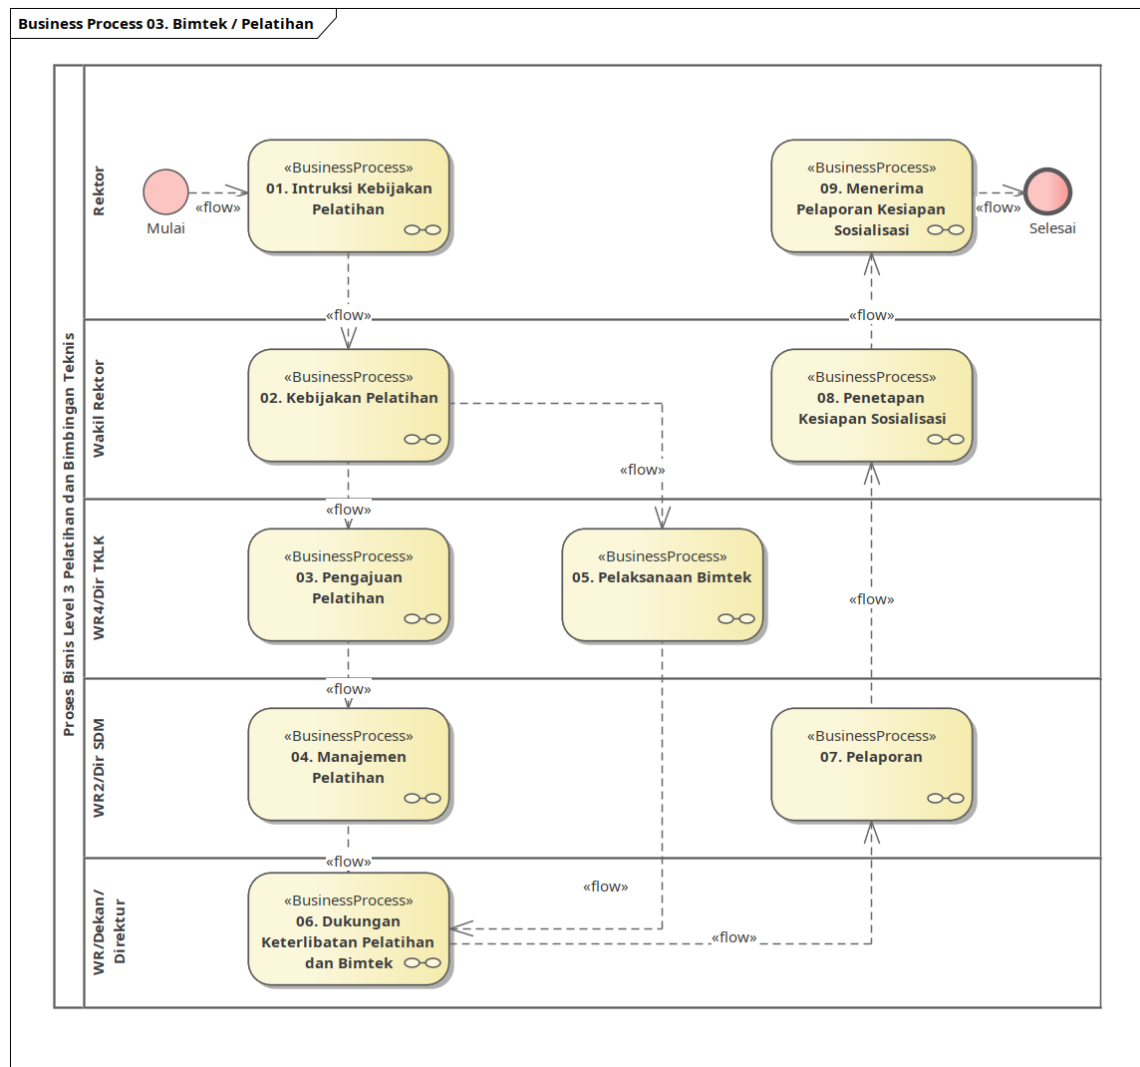 Business Process 03. Bimtek / Pelatihan
Proses Bisnis Level 3 Pelatihan dan Bimbingan Teknis
Rektor
Mulai
«flow»
«BusinessProcess»
01. Intruksi Kebijakan
Pelatihan
«BusinessProcess»
09. Menerima
Pelaporan Kesiapan
Sosialisasi
«flow»
Selesai
«flow»
«flow»
Wakil Rektor
«BusinessProcess»
02. Kebijakan Pelatihan
«BusinessProcess»
08. Penetapan
Kesiapan Sosialisasi
«flow»
«flow»
WR4/Dir TKLK
«BusinessProcess»
03. Pengajuan
Pelatihan
«BusinessProcess»
05. Pelaksanaan Bimtek
«flow»
«flow»
WR2/Dir SDM
«BusinessProcess»
04. Manajemen
Pelatihan
«BusinessProcess»
07. Pelaporan
«flow»
WR/Dekan/
Direktur
«BusinessProcess»
06. Dukungan
Keterlibatan Pelatihan
dan Bimtek
«flow»
«flow»